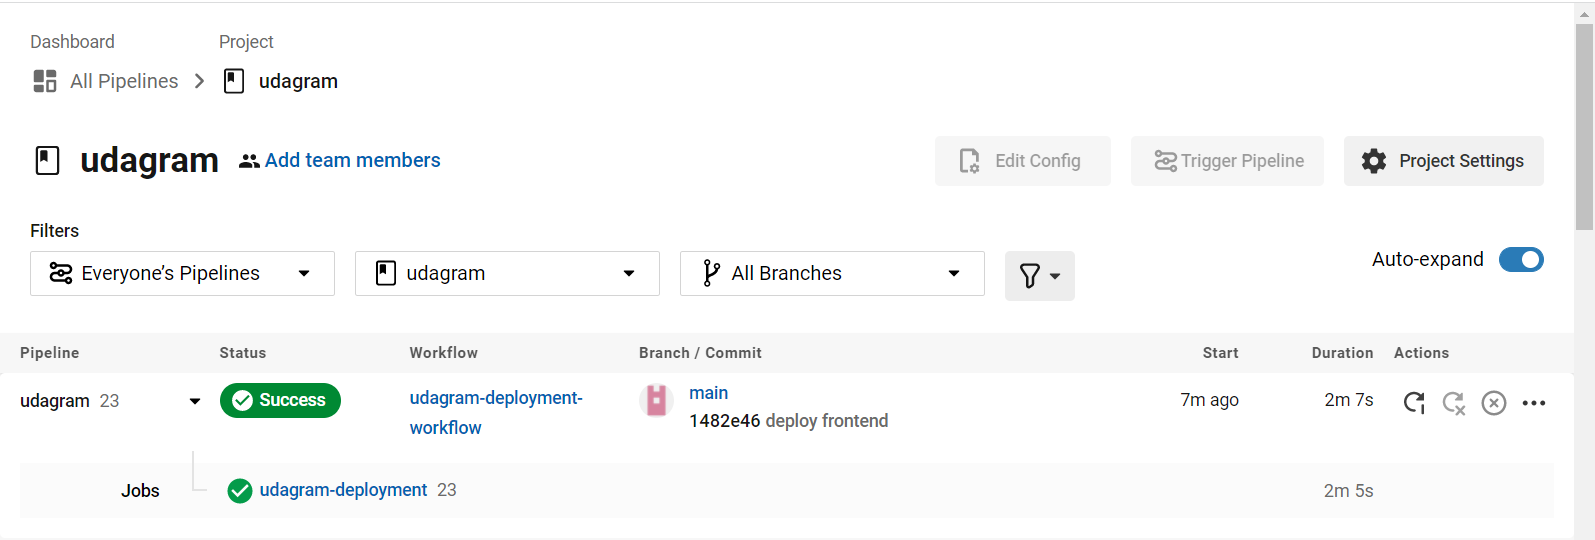 Dashboard Project
All Pipelines udagram
udagram Add team members Edit Config Trigger Pipeline Project Settings
Filters
Everyone’s Pipelines udagram All Branches Auto-expand
Pipeline Status Workflow Branch / Commit Start Duration Actions
udagram 23 Success udagram-deployment- main 7m ago 2m 7s
workflow 1482e46 deploy frontend
Jobs udagram-deployment 23 2m 5s